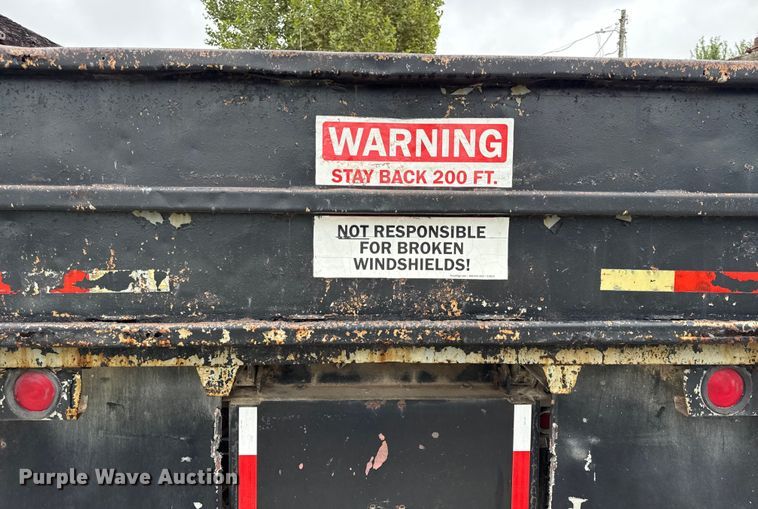 WARNING
STAY BACK 200 FT.
NOT RESPONSIBLE
FOR BROKEN
WINDSHIELDS!
Purple Wave Auction